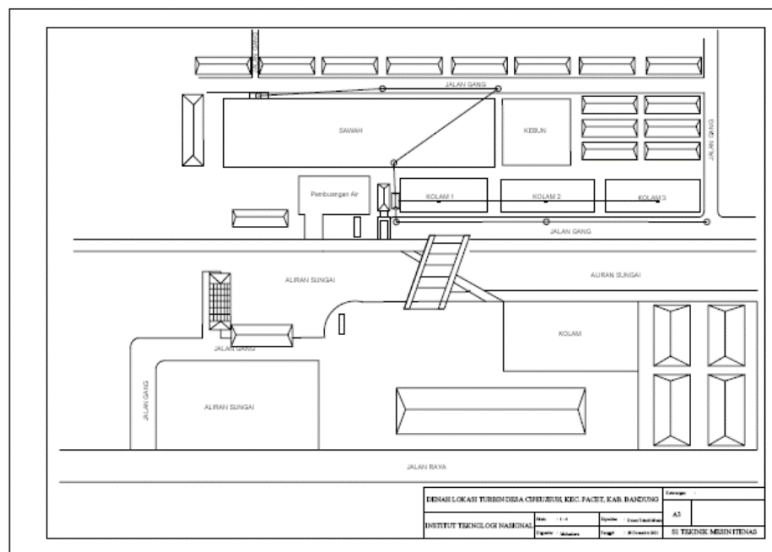 JALAN GANG
JALAN GANG
SAWAH
KEBUN
JALAN GANG
Pembuangan Air
KOLAM 1
KOLAM 2
KOLAM 3
JALAN GANG
ALIRAN SUNGAI
ALIRAN SUNGAI
KOLAM
JALAN GANG
JALAN GANG
ALIRAN SUNGAI
JALAN RAYA
DENAH LOKASI TURBIN DESA CIPEUJEUH, KEC. PACET, KAB. BANDUNG
A3
INSTITUT TEKNOLOGI NASIONAL
S1 TEKNIK MESIN ITENAS